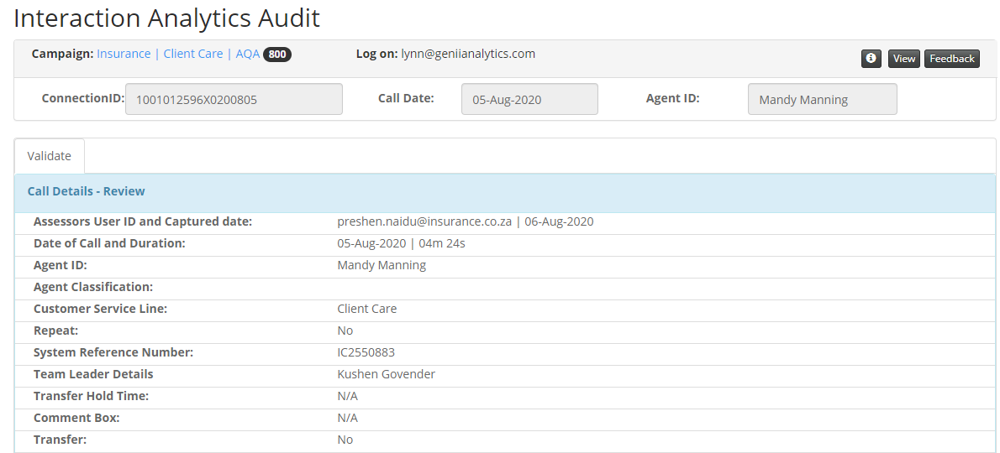 Interaction Analytics Audit
Campaign: Insurance | Client Care | AQA 800 Log on: lynn@geniianalytics.com View Feedback
ConnectionID: 1001012596X0200805 Call Date: 05-Aug-2020 Agent ID: Mandy Manning
Validate
Call Details - Review
Assessors User ID and Captured date: preshen.naidu@insurance.co.za | 06-Aug-2020
Date of Call and Duration: 05-Aug-2020 | 04m 24s
Agent ID: Mandy Manning
Agent Classification:
Customer Service Line: Client Care
Repeat: No
System Reference Number: IC2550883
Team Leader Details Kushen Govender
Transfer Hold Time: N/A
Comment Box: N/A
Transfer: No